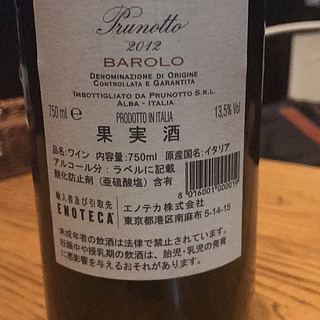 Prunotto
2012
BAROLO
DENOMINAZIONE DI ORIGINE
CONTROLLATA E GARANTITA
IMBOTTIGLIATO DA PRUNOTTO S.R.L.
ALBA - ITALIA
750 ml e PRODOTTO IN ITALIA 13,5% Vol
果実酒
品名:ワイン 内容量:750ml 原産国名:イタリア
アルコール分:ラベルに記載
酸化防止剤(亜硫酸塩)含有
8 016001 000019
輸入者及び引取先
ENOTECA エノテカ株式会社
東京都港区南麻布 5-14-15
未成年者の飲酒は法律で禁止されています。
妊娠中や授乳期の飲酒は、胎児・乳児の発育
に悪影響を与えるおそれがあります。